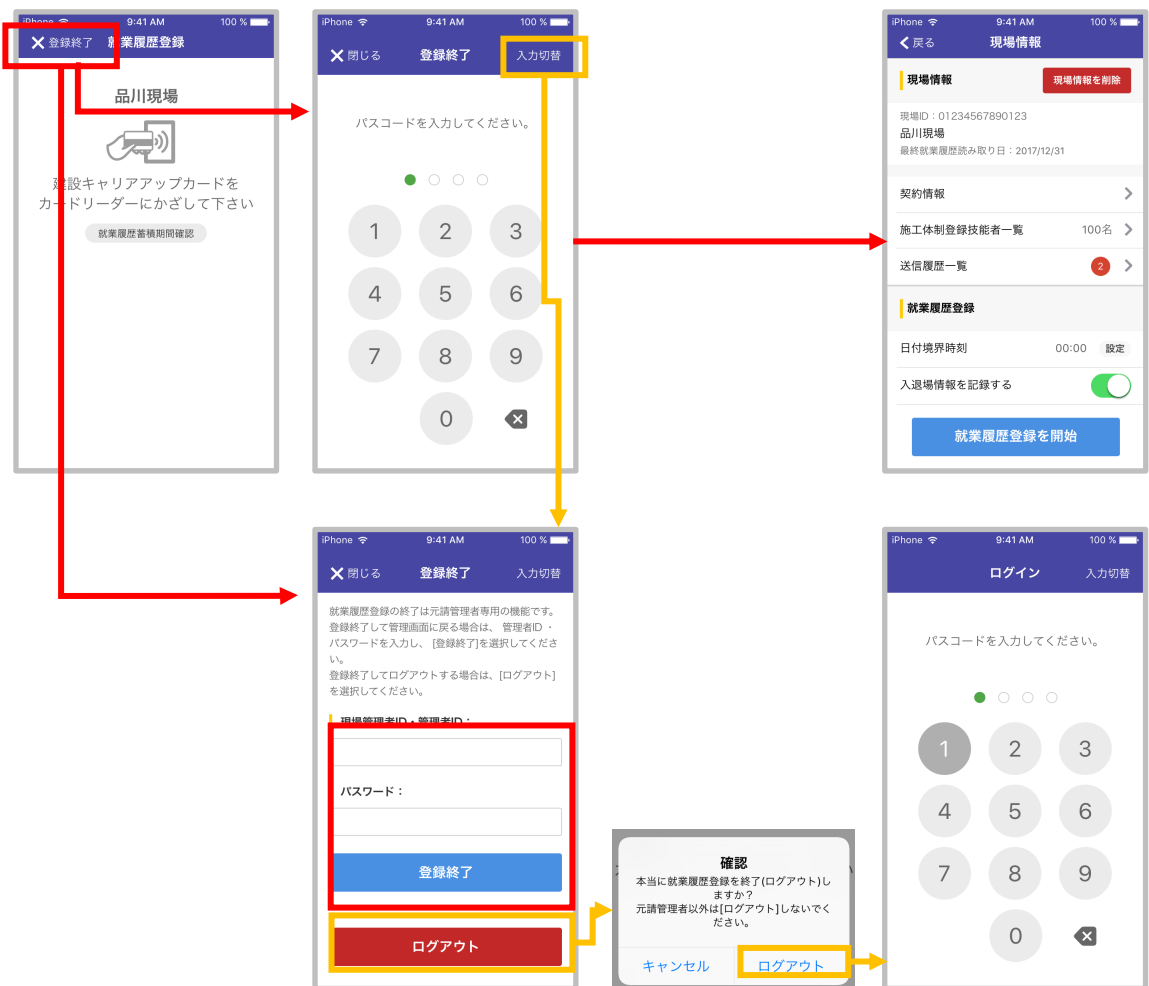 iPhone 9:41 AM 100 %
登録終了 就業履歴登録
品川現場
建設キャリアアップカードを
カードリーダーにかざして下さい
就業履歴蓄積期間確認
iPhone 9:41 AM 100 %
閉じる 登録終了 入力切替
パスコードを入力してください。
1 2 3
4 5 6
7 8 9
0
iPhone 9:41 AM 100 %
戻る 現場情報
現場情報 現場情報を削除
現場ID：01234567890123
品川現場
最終就業履歴読み取り日：2017/12/31
契約情報
施工体制登録技能者一覧 100名
送信履歴一覧 2
就業履歴登録
日付境界時刻 00:00 設定
入退場情報を記録する
就業履歴登録を開始
iPhone 9:41 AM 100 %
閉じる 登録終了 入力切替
就業履歴登録の終了は元請管理者専用の機能です。
登録終了して管理画面に戻る場合は、 管理者ID ・
パスワードを入力し、 [登録終了]を選択してくださ
い。
登録終了してログアウトする場合は、[ログアウト]
を選択してください。
現場管理者ID・管理者ID：
パスワード：
登録終了
ログアウト
確認
本当に就業履歴登録を終了(ログアウト)し
ますか？
元請管理者以外は[ログアウト]しないでく
ださい。
キャンセル ログアウト
iPhone 9:41 AM 100 %
ログイン 入力切替
パスコードを入力してください。
1 2 3
4 5 6
7 8 9
0